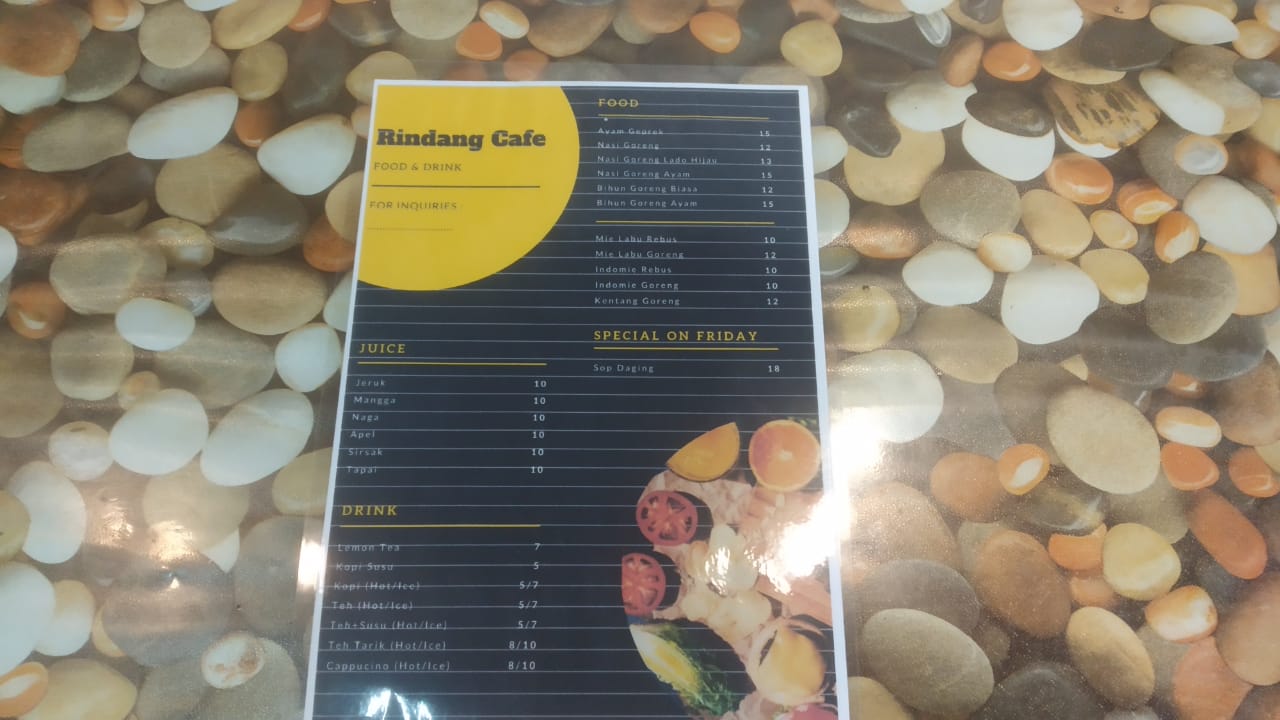 Rindang Cafe
FOOD & DRINK
FOR INQUIRIES :
FOOD
Ayam Geprek 15
Nasi Goreng 12
Nasi Goreng Lado Hijau 13
Nasi Goreng Ayam 15
Bihun Goreng Biasa 12
Bihun Goreng Ayam 15
Mie Labu Rebus 10
Mie Labu Goreng 12
Indomie Rebus 10
Indomie Goreng 10
Kentang Goreng 12
SPECIAL ON FRIDAY
Sop Daging 18
JUICE
Jeruk 10
Mangga 10
Naga 10
Apel 10
Sirsak 10
Tapai 10
DRINK
Lemon Tea 7
Kopi Susu 5
Kopi (Hot/Ice) 5/7
Teh (Hot/Ice) 5/7
Teh+Susu (Hot/Ice) 5/7
Teh Tarik (Hot/Ice) 8/10
Cappucino (Hot/Ice) 8/10